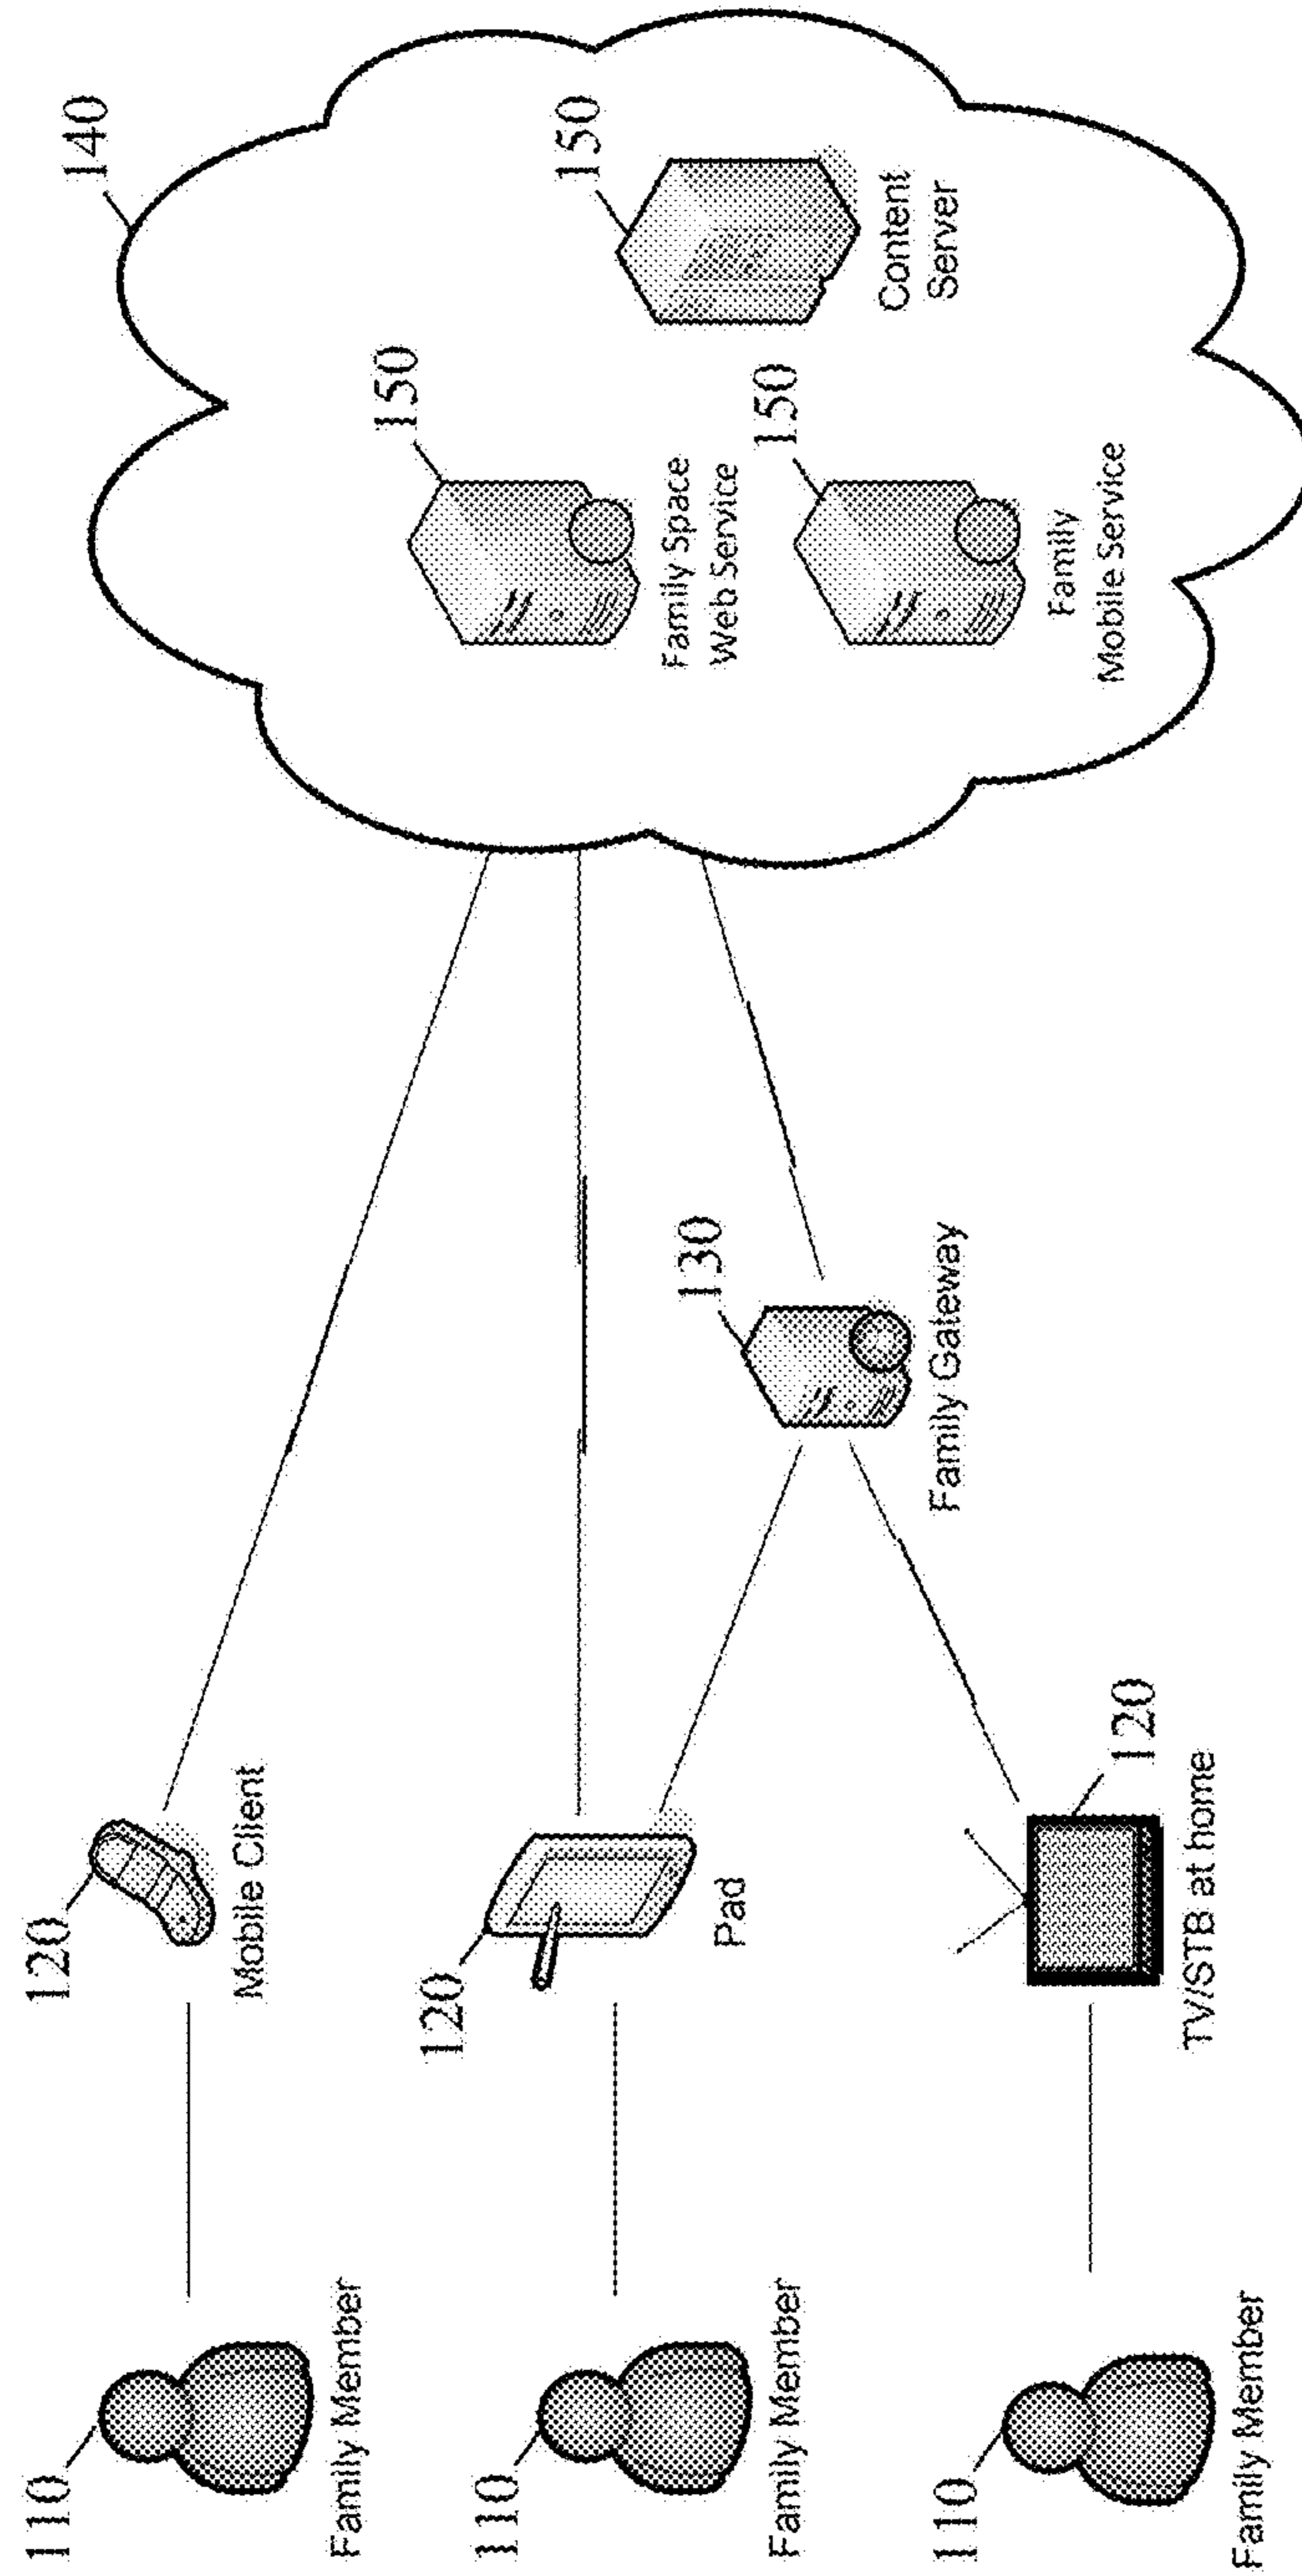 140
150
Content
Server
150
Family Space
Web Service
150
Family
Mobile Service
130
Family Gateway
120
Mobile Client
120
Pad
120
TV/STB at home
110
Family Member
110
Family Member
110
Family Member